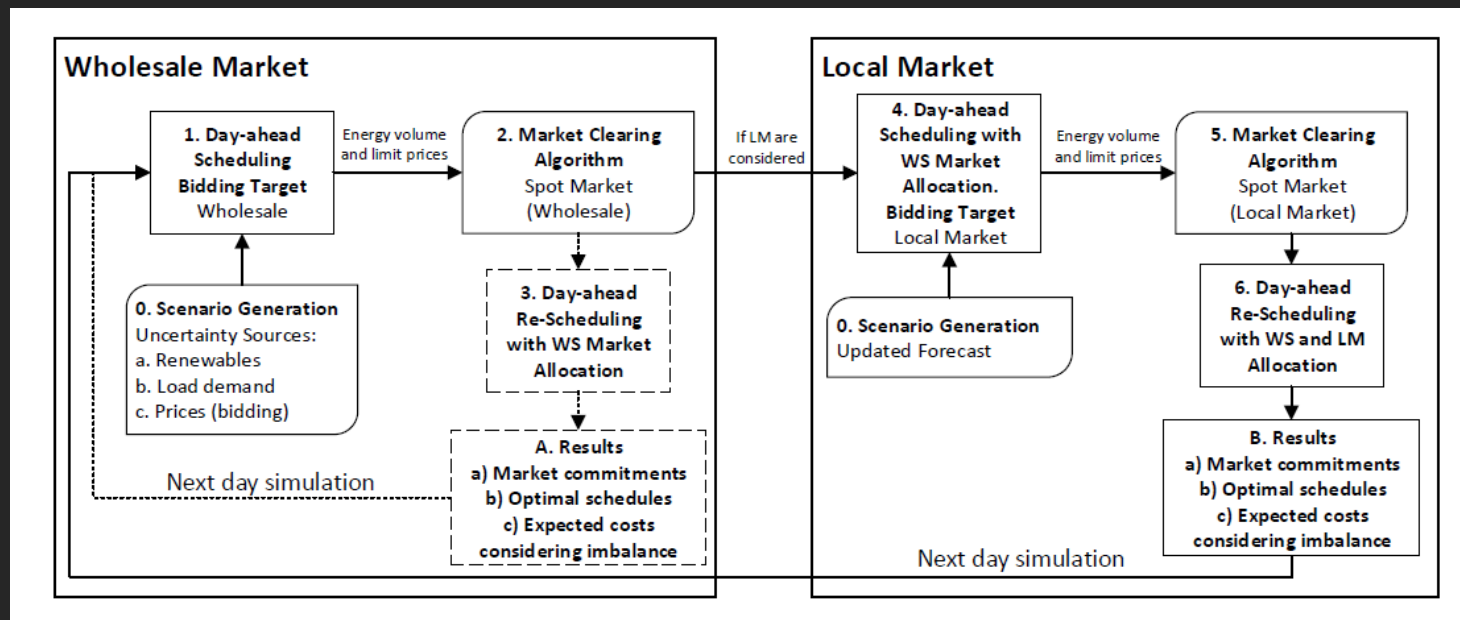 Wholesale Market
1. Day-ahead
Scheduling
Bidding Target
Wholesale
Energy volume
and limit prices
2. Market Clearing
Algorithm
Spot Market
(Wholesale)
0. Scenario Generation
Uncertainty Sources:
a. Renewables
b. Load demand
c. Prices (bidding)
3. Day-ahead
Re-Scheduling
with WS Market
Allocation
A. Results
a) Market commitments
b) Optimal schedules
c) Expected costs
considering imbalance
Next day simulation
If LM are
considered
Local Market
4. Day-ahead
Scheduling with
WS Market
Allocation.
Bidding Target
Local Market
Energy volume
and limit prices
5. Market Clearing
Algorithm
Spot Market
(Local Market)
0. Scenario Generation
Updated Forecast
6. Day-ahead
Re-Scheduling
with WS and LM
Allocation
B. Results
a) Market commitments
b) Optimal schedules
c) Expected costs
considering imbalance
Next day simulation